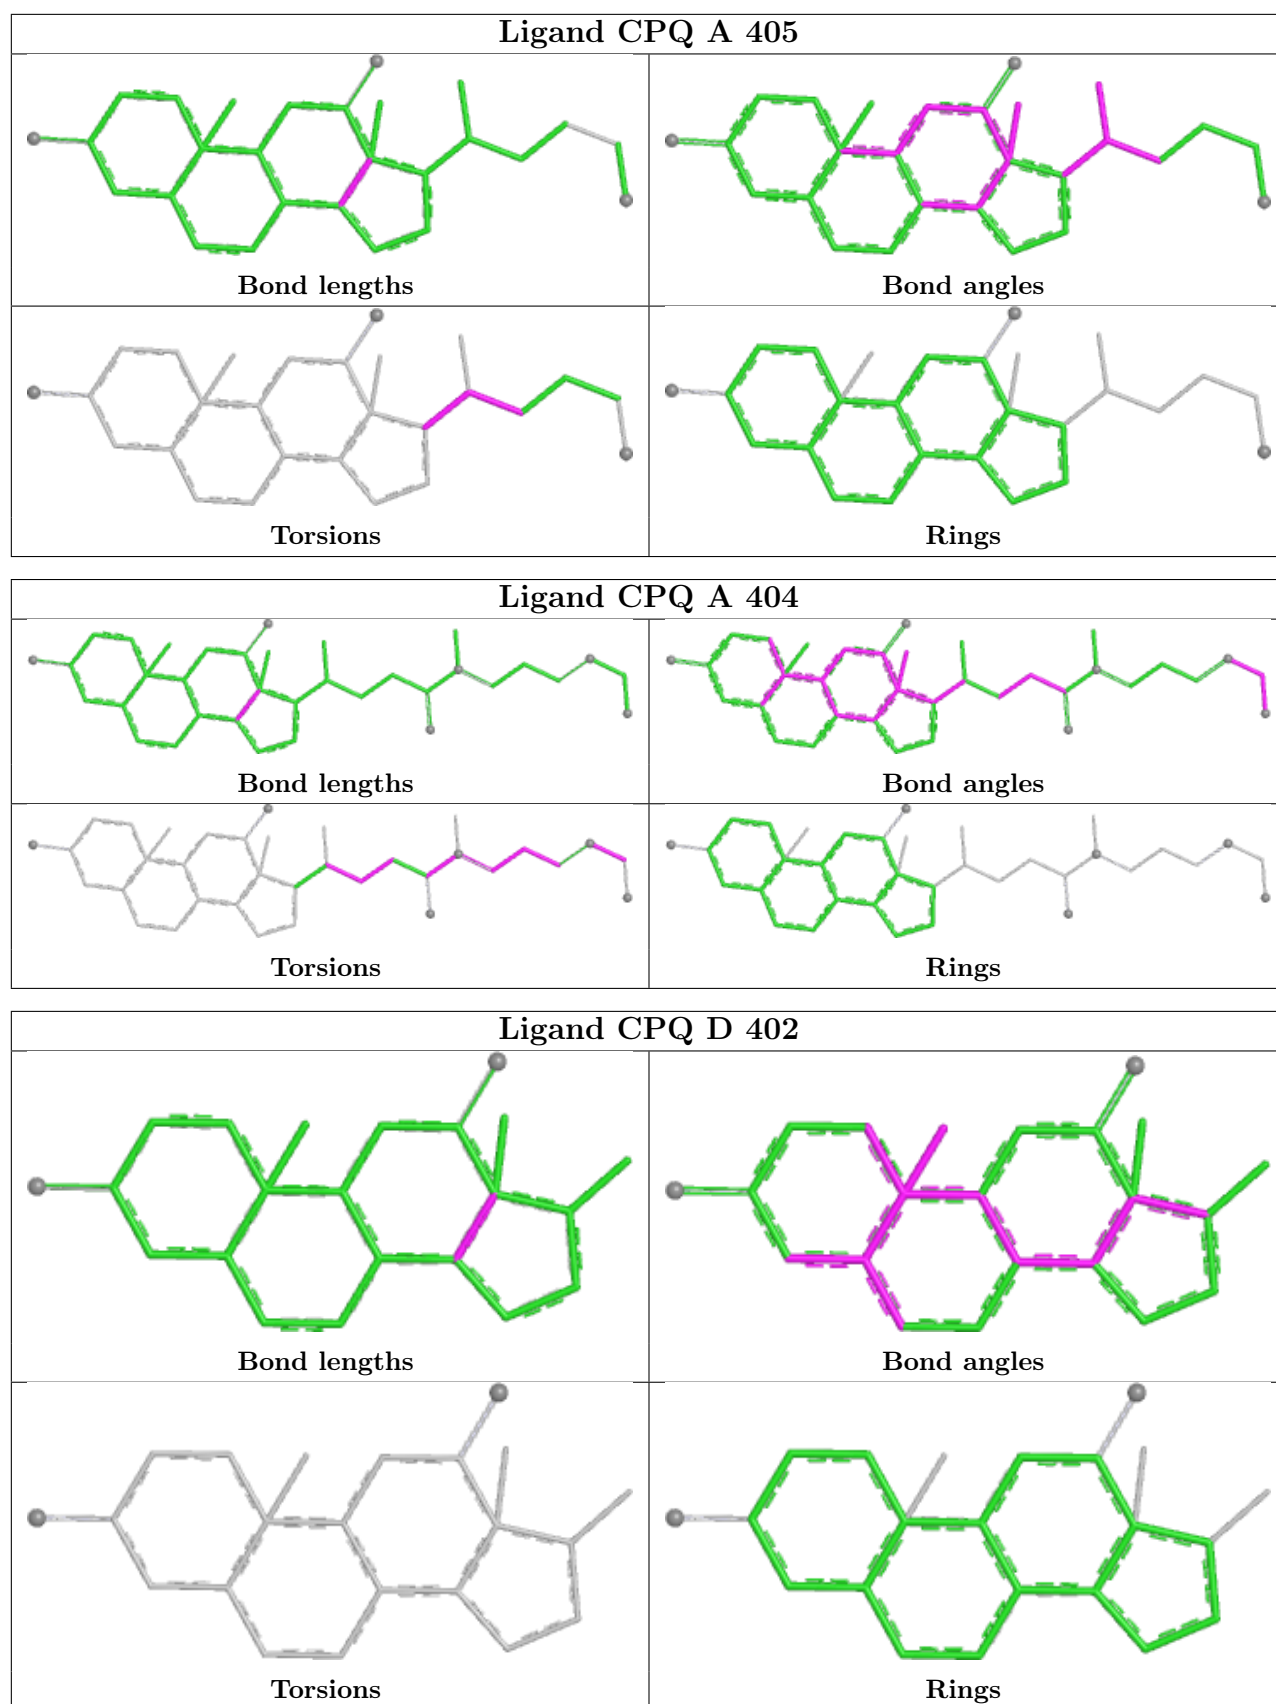 Ligand CPQ A 405
Bond lengths
Bond angles
Torsions
Rings
Ligand CPQ A 404
Bond lengths
Bond angles
Torsions
Rings
Ligand CPQ D 402
Bond lengths
Bond angles
Torsions
Rings